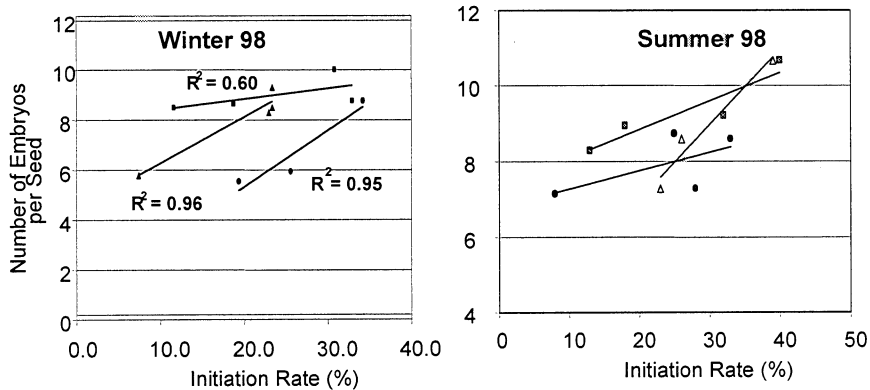 Winter 98
Number of Embryos
per Seed
12
10
8
6
4
2
0
R² = 0.60
R² = 0.96
R² = 0.95
0.0 10.0 20.0 30.0 40.0
Initiation Rate (%)
Summer 98
12
10
8
6
4
0 10 20 30 40 50
Initiation Rate (%)